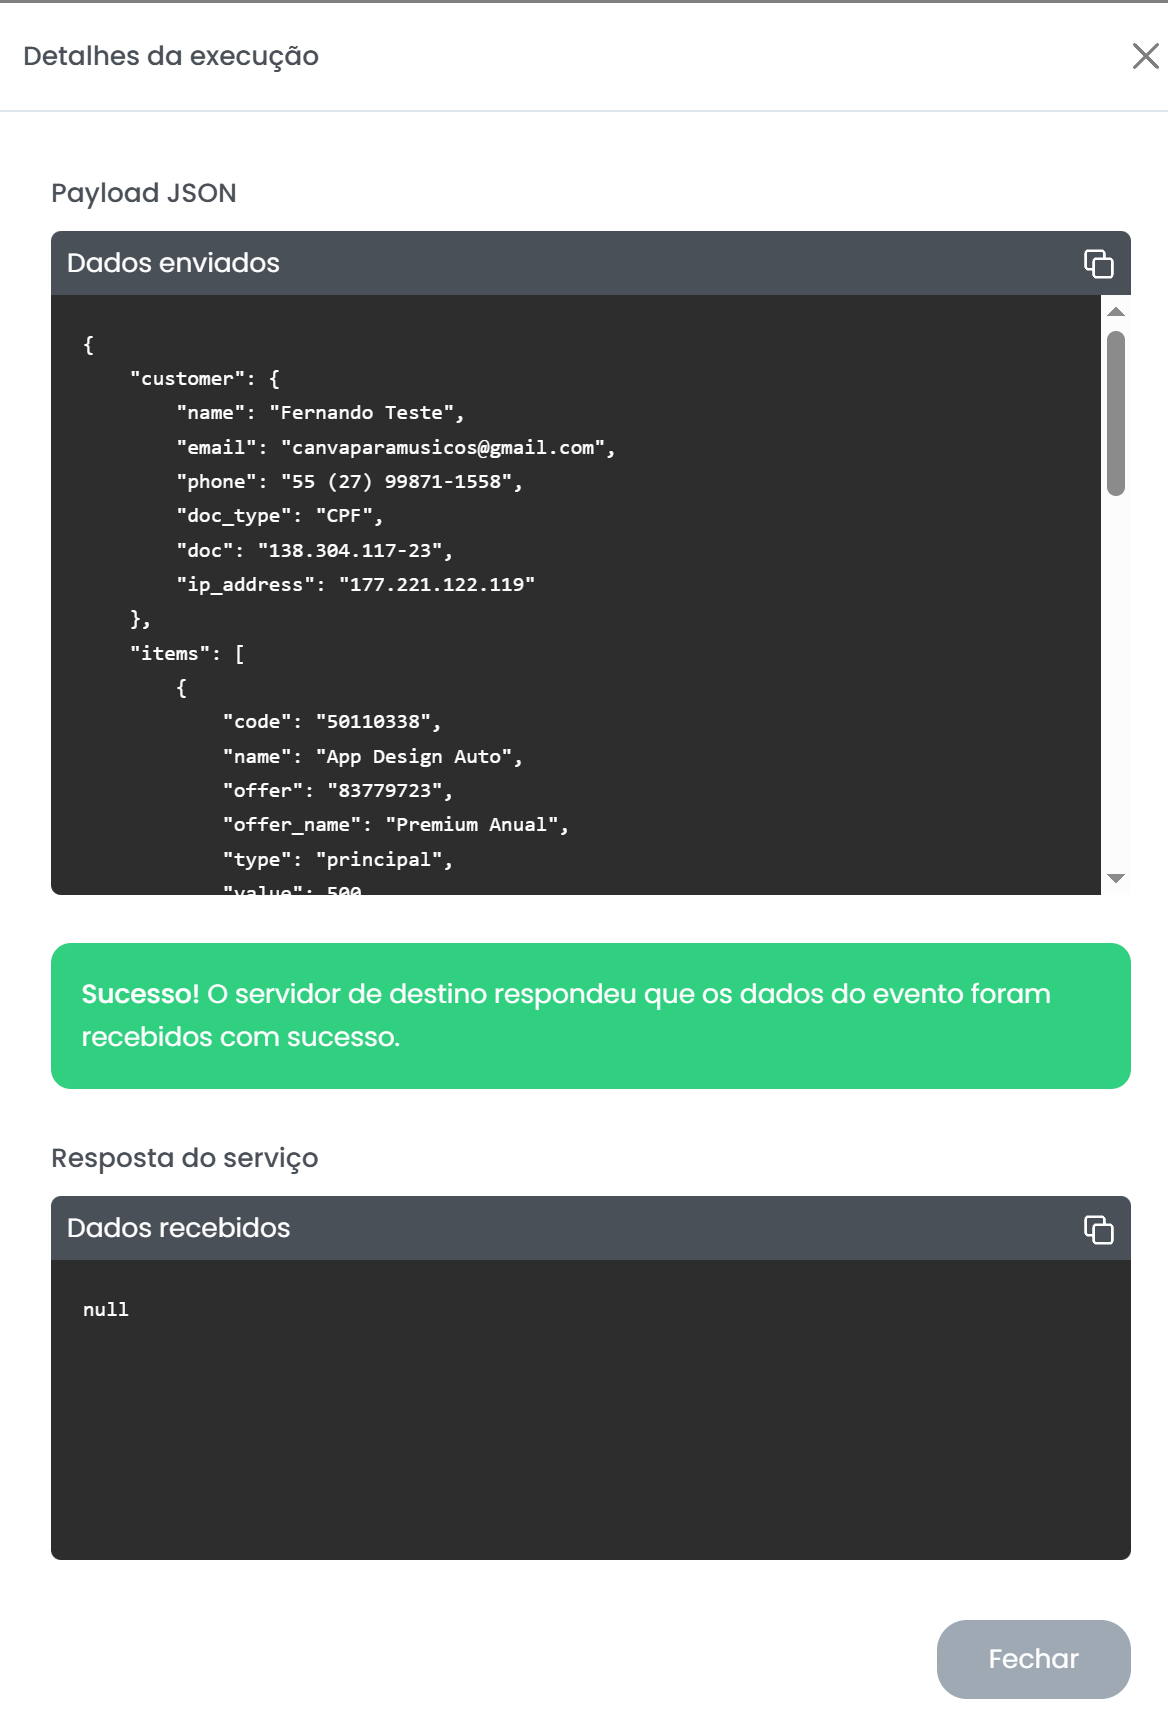 Detalhes da execução
Payload JSON
Dados enviados
{
"customer": {
"name": "Fernando Teste",
"email": "canvaparamusicos@gmail.com",
"phone": "55 (27) 99871-1558",
"doc_type": "CPF",
"doc": "138.304.117-23",
"ip_address": "177.221.122.119"
},
"items": [
{
"code": "50110338",
"name": "App Design Auto",
"offer": "83779723",
"offer_name": "Premium Anual",
"type": "principal",
"value": 500
Sucesso! O servidor de destino respondeu que os dados do evento foram
recebidos com sucesso.
Resposta do serviço
Dados recebidos
null
Fechar